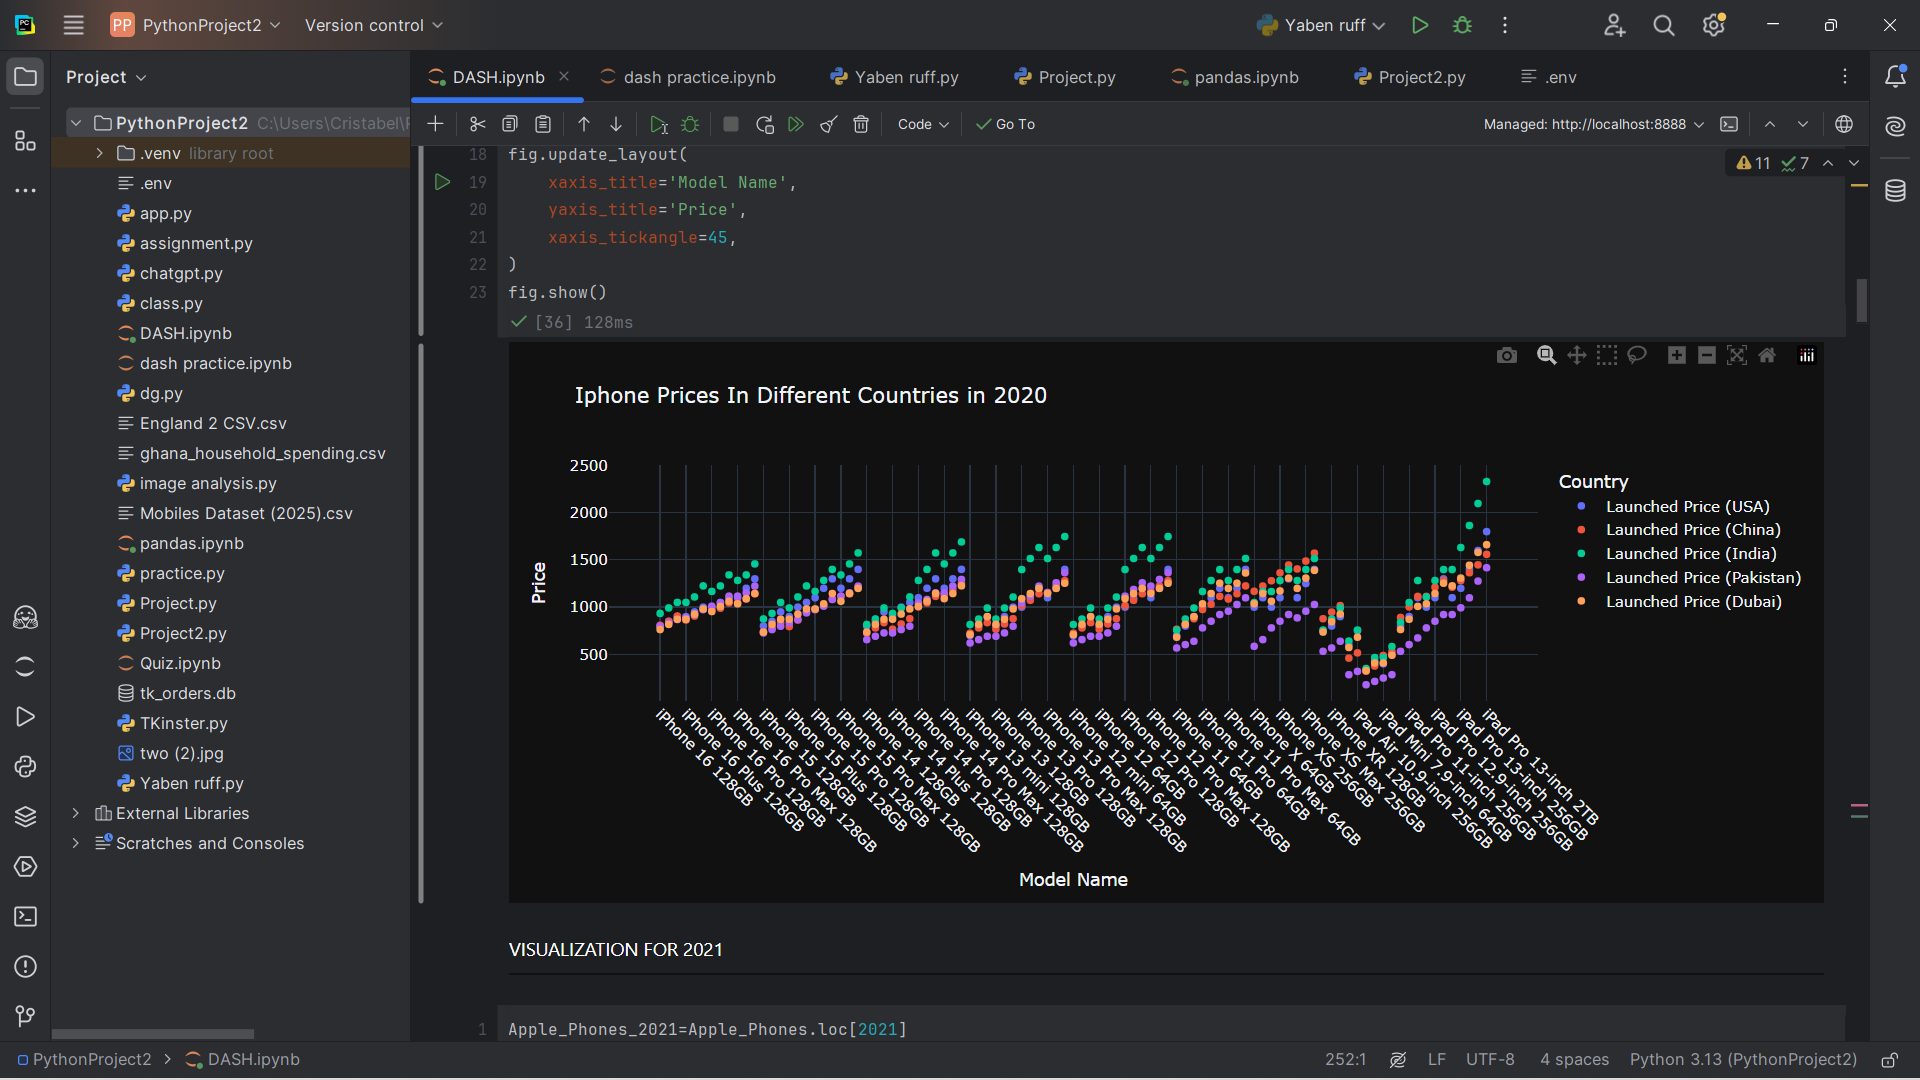 PP PythonProject2 Version control Yaben ruff
Project
DASH.ipynb dash practice.ipynb Yaben ruff.py Project.py pandas.ipynb Project2.py .env
Code Go To Managed: http://localhost:8888
PythonProject2 C:\Users\Cristabel\
.venv library root
.env
app.py
assignment.py
chatgpt.py
class.py
DASH.ipynb
dash practice.ipynb
dg.py
England 2 CSV.csv
ghana_household_spending.csv
image analysis.py
Mobiles Dataset (2025).csv
pandas.ipynb
practice.py
Project.py
Project2.py
Quiz.ipynb
tk_orders.db
TKinster.py
two (2).jpg
Yaben ruff.py
External Libraries
Scratches and Consoles
11 7
18 fig.update_layout(
19 xaxis_title='Model Name',
20 yaxis_title='Price',
21 xaxis_tickangle=45,
22 )
23 fig.show()
[36] 128ms
Iphone Prices In Different Countries in 2020
2500
2000
1500
1000
500
Price
Country
Launched Price (USA)
Launched Price (China)
Launched Price (India)
Launched Price (Pakistan)
Launched Price (Dubai)
iPhone 16 128GB
iPhone 16 Plus 128GB
iPhone 16 Pro 128GB
iPhone 16 Pro Max 128GB
iPhone 15 128GB
iPhone 15 Plus 128GB
iPhone 15 Pro 128GB
iPhone 15 Pro Max 128GB
iPhone 14 128GB
iPhone 14 Plus 128GB
iPhone 14 Pro 128GB
iPhone 14 Pro Max 128GB
iPhone 13 mini 128GB
iPhone 13 128GB
iPhone 13 Pro 128GB
iPhone 13 Pro Max 128GB
iPhone 12 mini 64GB
iPhone 12 64GB
iPhone 12 Pro 128GB
iPhone 12 Pro Max 128GB
iPhone 11 64GB
iPhone 11 Pro 64GB
iPhone 11 Pro Max 64GB
iPhone X 64GB
iPhone XS 256GB
iPhone XS Max 256GB
iPhone XR 128GB
iPad Air 10.9-inch 256GB
iPad Mini 7.9-inch 64GB
iPad Pro 11-inch 256GB
iPad Pro 12.9-inch 256GB
iPad Pro 13-inch 256GB
iPad Pro 13-inch 2TB
Model Name
VISUALIZATION FOR 2021
1 Apple_Phones_2021=Apple_Phones.loc[2021]
PythonProject2 > DASH.ipynb 252:1 LF UTF-8 4 spaces Python 3.13 (PythonProject2)